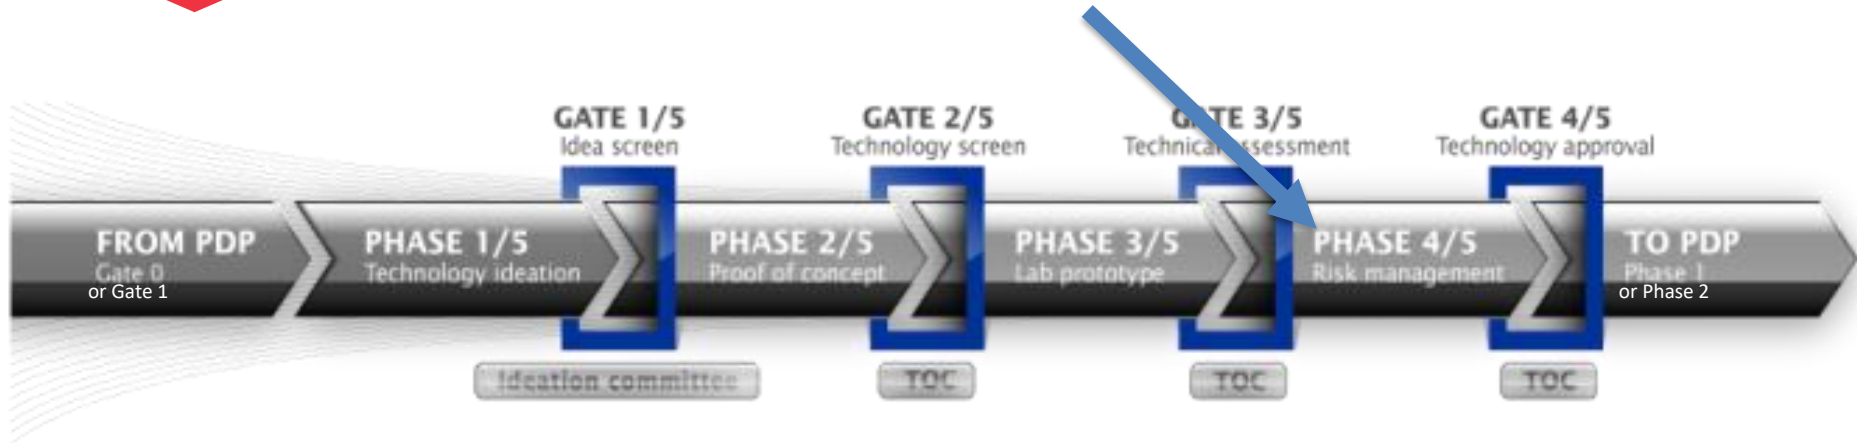 GATE 1/5
Idea screen
GATE 2/5
Technology screen
GATE 3/5
Technical assessment
GATE 4/5
Technology approval
FROM PDP
Gate 0
or Gate 1
PHASE 1/5
Technology ideation
PHASE 2/5
Proof of concept
PHASE 3/5
Lab prototype
PHASE 4/5
Risk management
TO PDP
Phase 1
or Phase 2
Ideation committee
TOC
TOC
TOC